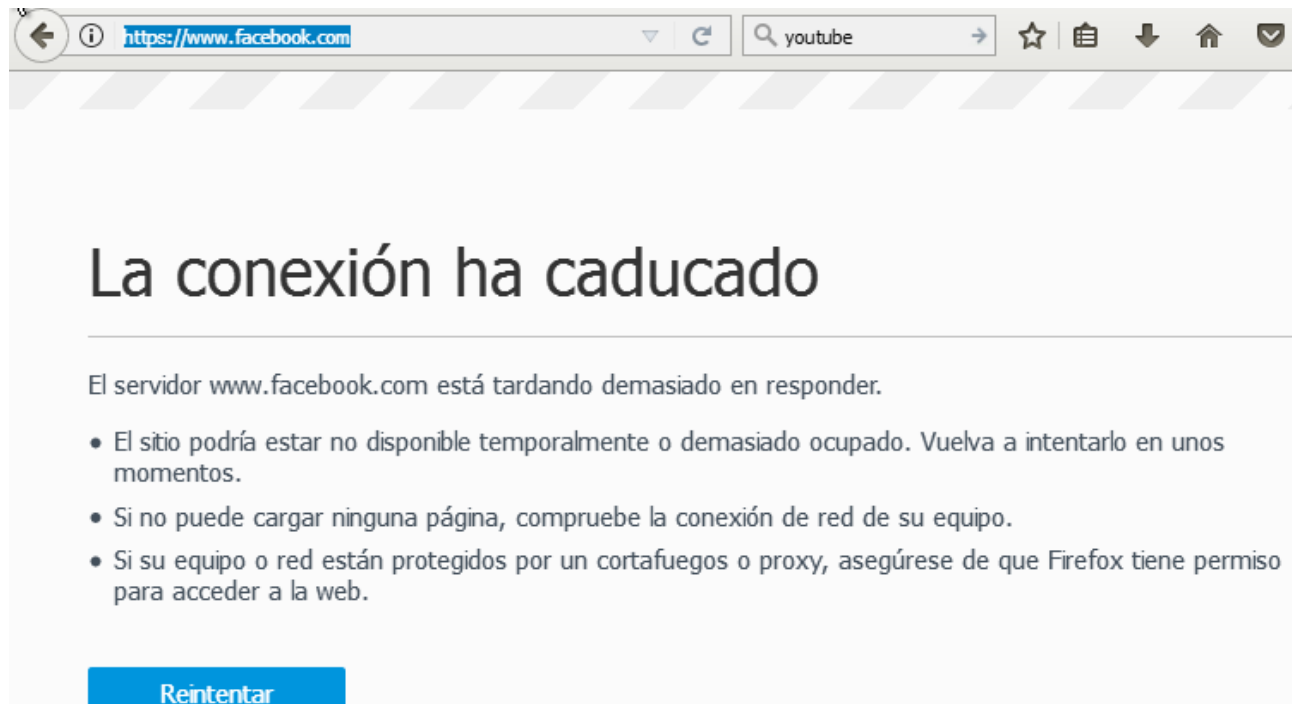 https://www.facebook.com youtube
La conexión ha caducado
El servidor www.facebook.com está tardando demasiado en responder.
• El sitio podría estar no disponible temporalmente o demasiado ocupado. Vuelva a intentarlo en unos
momentos.
• Si no puede cargar ninguna página, compruebe la conexión de red de su equipo.
• Si su equipo o red están protegidos por un cortafuegos o proxy, asegúrese de que Firefox tiene permiso
para acceder a la web.
Reintentar